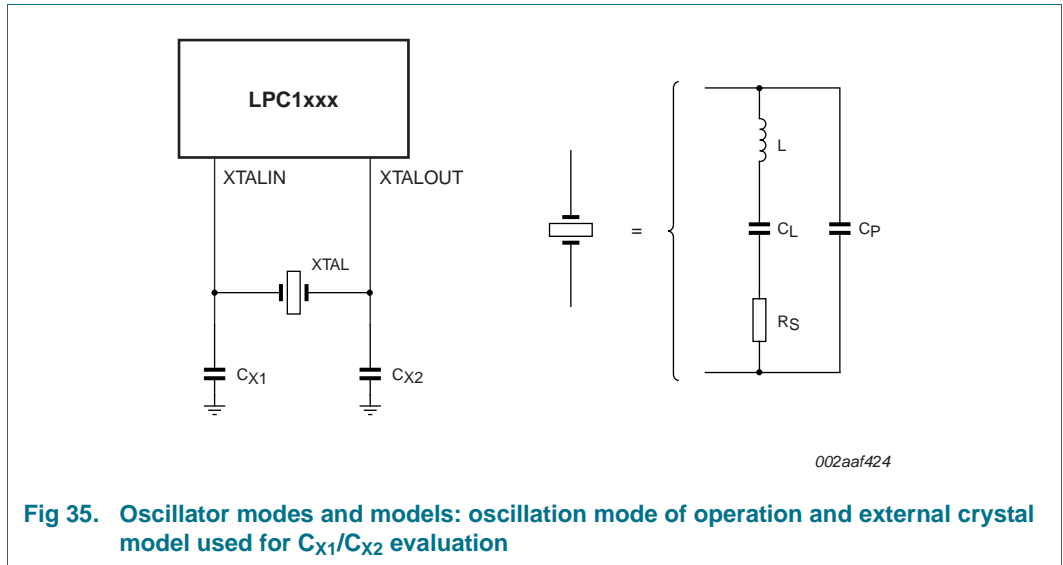 LPC1xxx
XTALIN
XTALOUT
XTAL
CX1
CX2
=
L
CL
CP
RS
002aaf424
Fig 35. Oscillator modes and models: oscillation mode of operation and external crystal
model used for CX1/CX2 evaluation